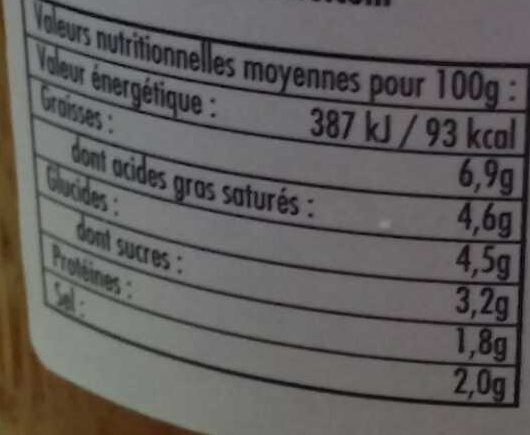 Valeurs nutritionnelles moyennes pour 100g :
Valeur énergétique : 387 kJ / 93 kcal
Graisses : 6,9g
dont acides gras saturés : 4,6g
Glucides : 4,5g
dont sucres : 3,2g
Protéines : 1,8g
Sel : 2,0g